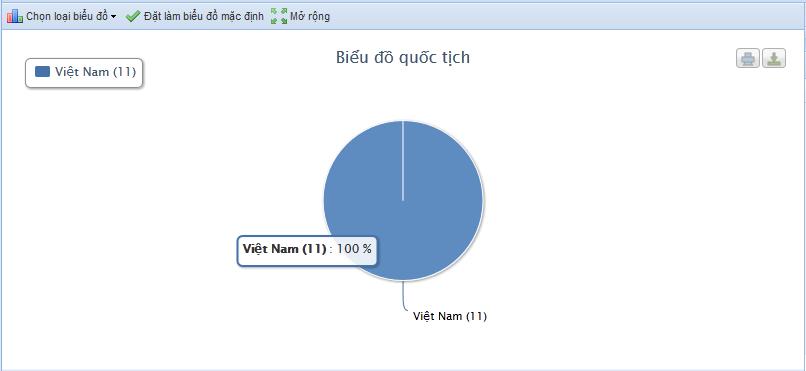 Chọn loại biểu đồ Đặt làm biểu đồ mặc định Mở rộng
Biểu đồ quốc tịch
Việt Nam (11)
Việt Nam (11) : 100 %
Việt Nam (11)